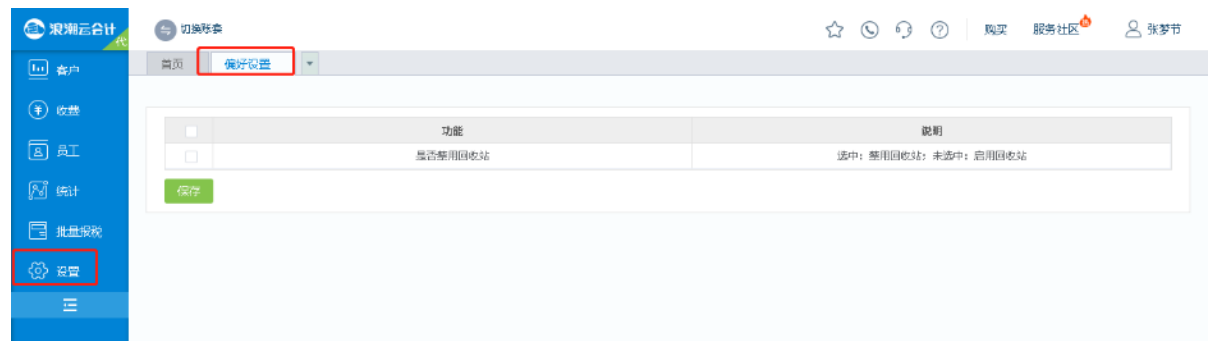 浪潮云会计
代
切换账套
购买
服务社区
张梦节
客户
首页
偏好设置
收费
功能
说明
员工
是否禁用回收站
选中：禁用回收站；未选中：启用回收站
统计
保存
批量报税
设置